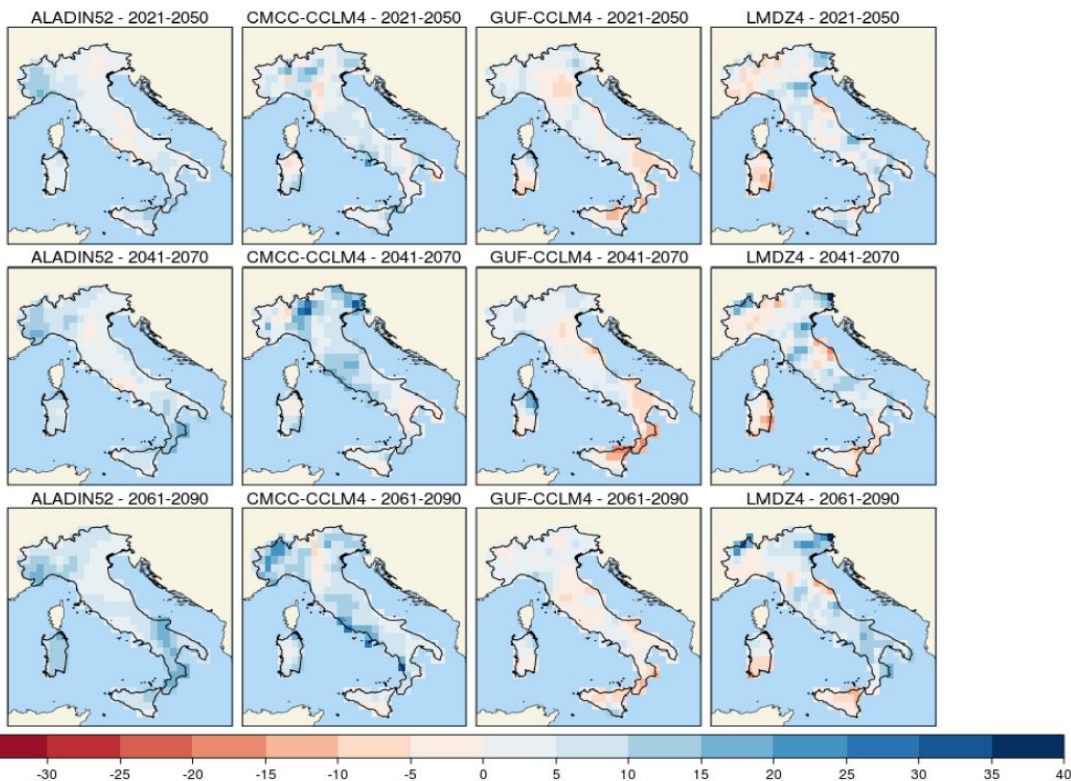 ALADIN52 - 2021-2050 CMCC-CCLM4 - 2021-2050 GUF-CCLM4 - 2021-2050 LMDZ4 - 2021-2050
ALADIN52 - 2041-2070 CMCC-CCLM4 - 2041-2070 GUF-CCLM4 - 2041-2070 LMDZ4 - 2041-2070
ALADIN52 - 2061-2090 CMCC-CCLM4 - 2061-2090 GUF-CCLM4 - 2061-2090 LMDZ4 - 2061-2090
-30 -25 -20 -15 -10 -5 0 5 10 15 20 25 30 35 40